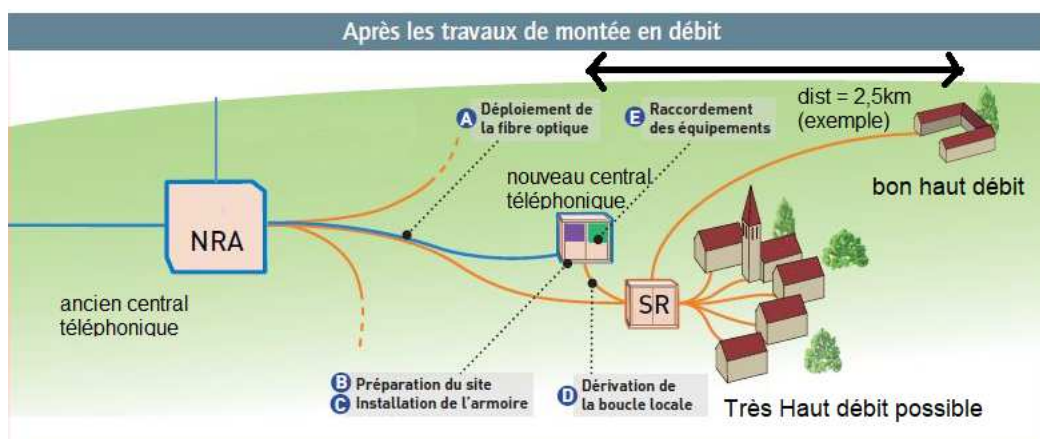 Après les travaux de montée en débit
A Déploiement de
la fibre optique
E Raccordement
des équipements
dist = 2,5km
(exemple)
nouveau central
téléphonique
bon haut débit
NRA
SR
ancien central
téléphonique
B Préparation du site
C Installation de l'armoire
D Dérivation de
la boucle locale
Très Haut débit possible